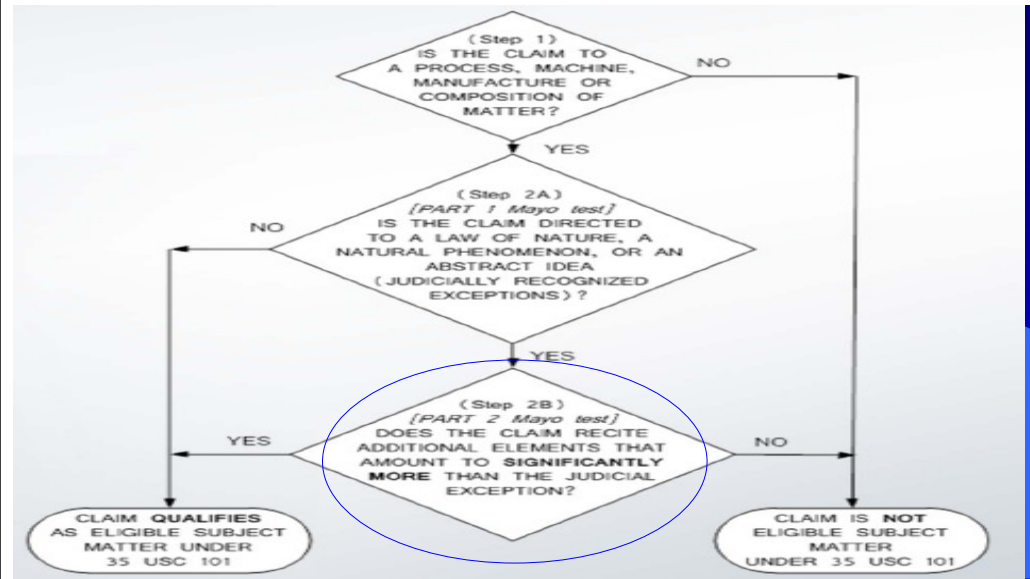 (Step 1)
IS THE CLAIM TO
A PROCESS, MACHINE,
MANUFACTURE OR
COMPOSITION OF
MATTER?
NO
YES
(Step 2A)
[PART 1 Mayo test]
IS THE CLAIM DIRECTED
TO A LAW OF NATURE, A
NATURAL PHENOMENON, OR AN
ABSTRACT IDEA
(JUDICIALLY RECOGNIZED
EXCEPTIONS)?
NO
YES
(Step 2B)
[PART 2 Mayo test]
DOES THE CLAIM RECITE
ADDITIONAL ELEMENTS THAT
AMOUNT TO SIGNIFICANTLY
MORE THAN THE JUDICIAL
EXCEPTION?
YES
NO
CLAIM QUALIFIES
AS ELIGIBLE SUBJECT
MATTER UNDER
35 USC 101
CLAIM IS NOT
ELIGIBLE SUBJECT
MATTER
UNDER 35 USC 101